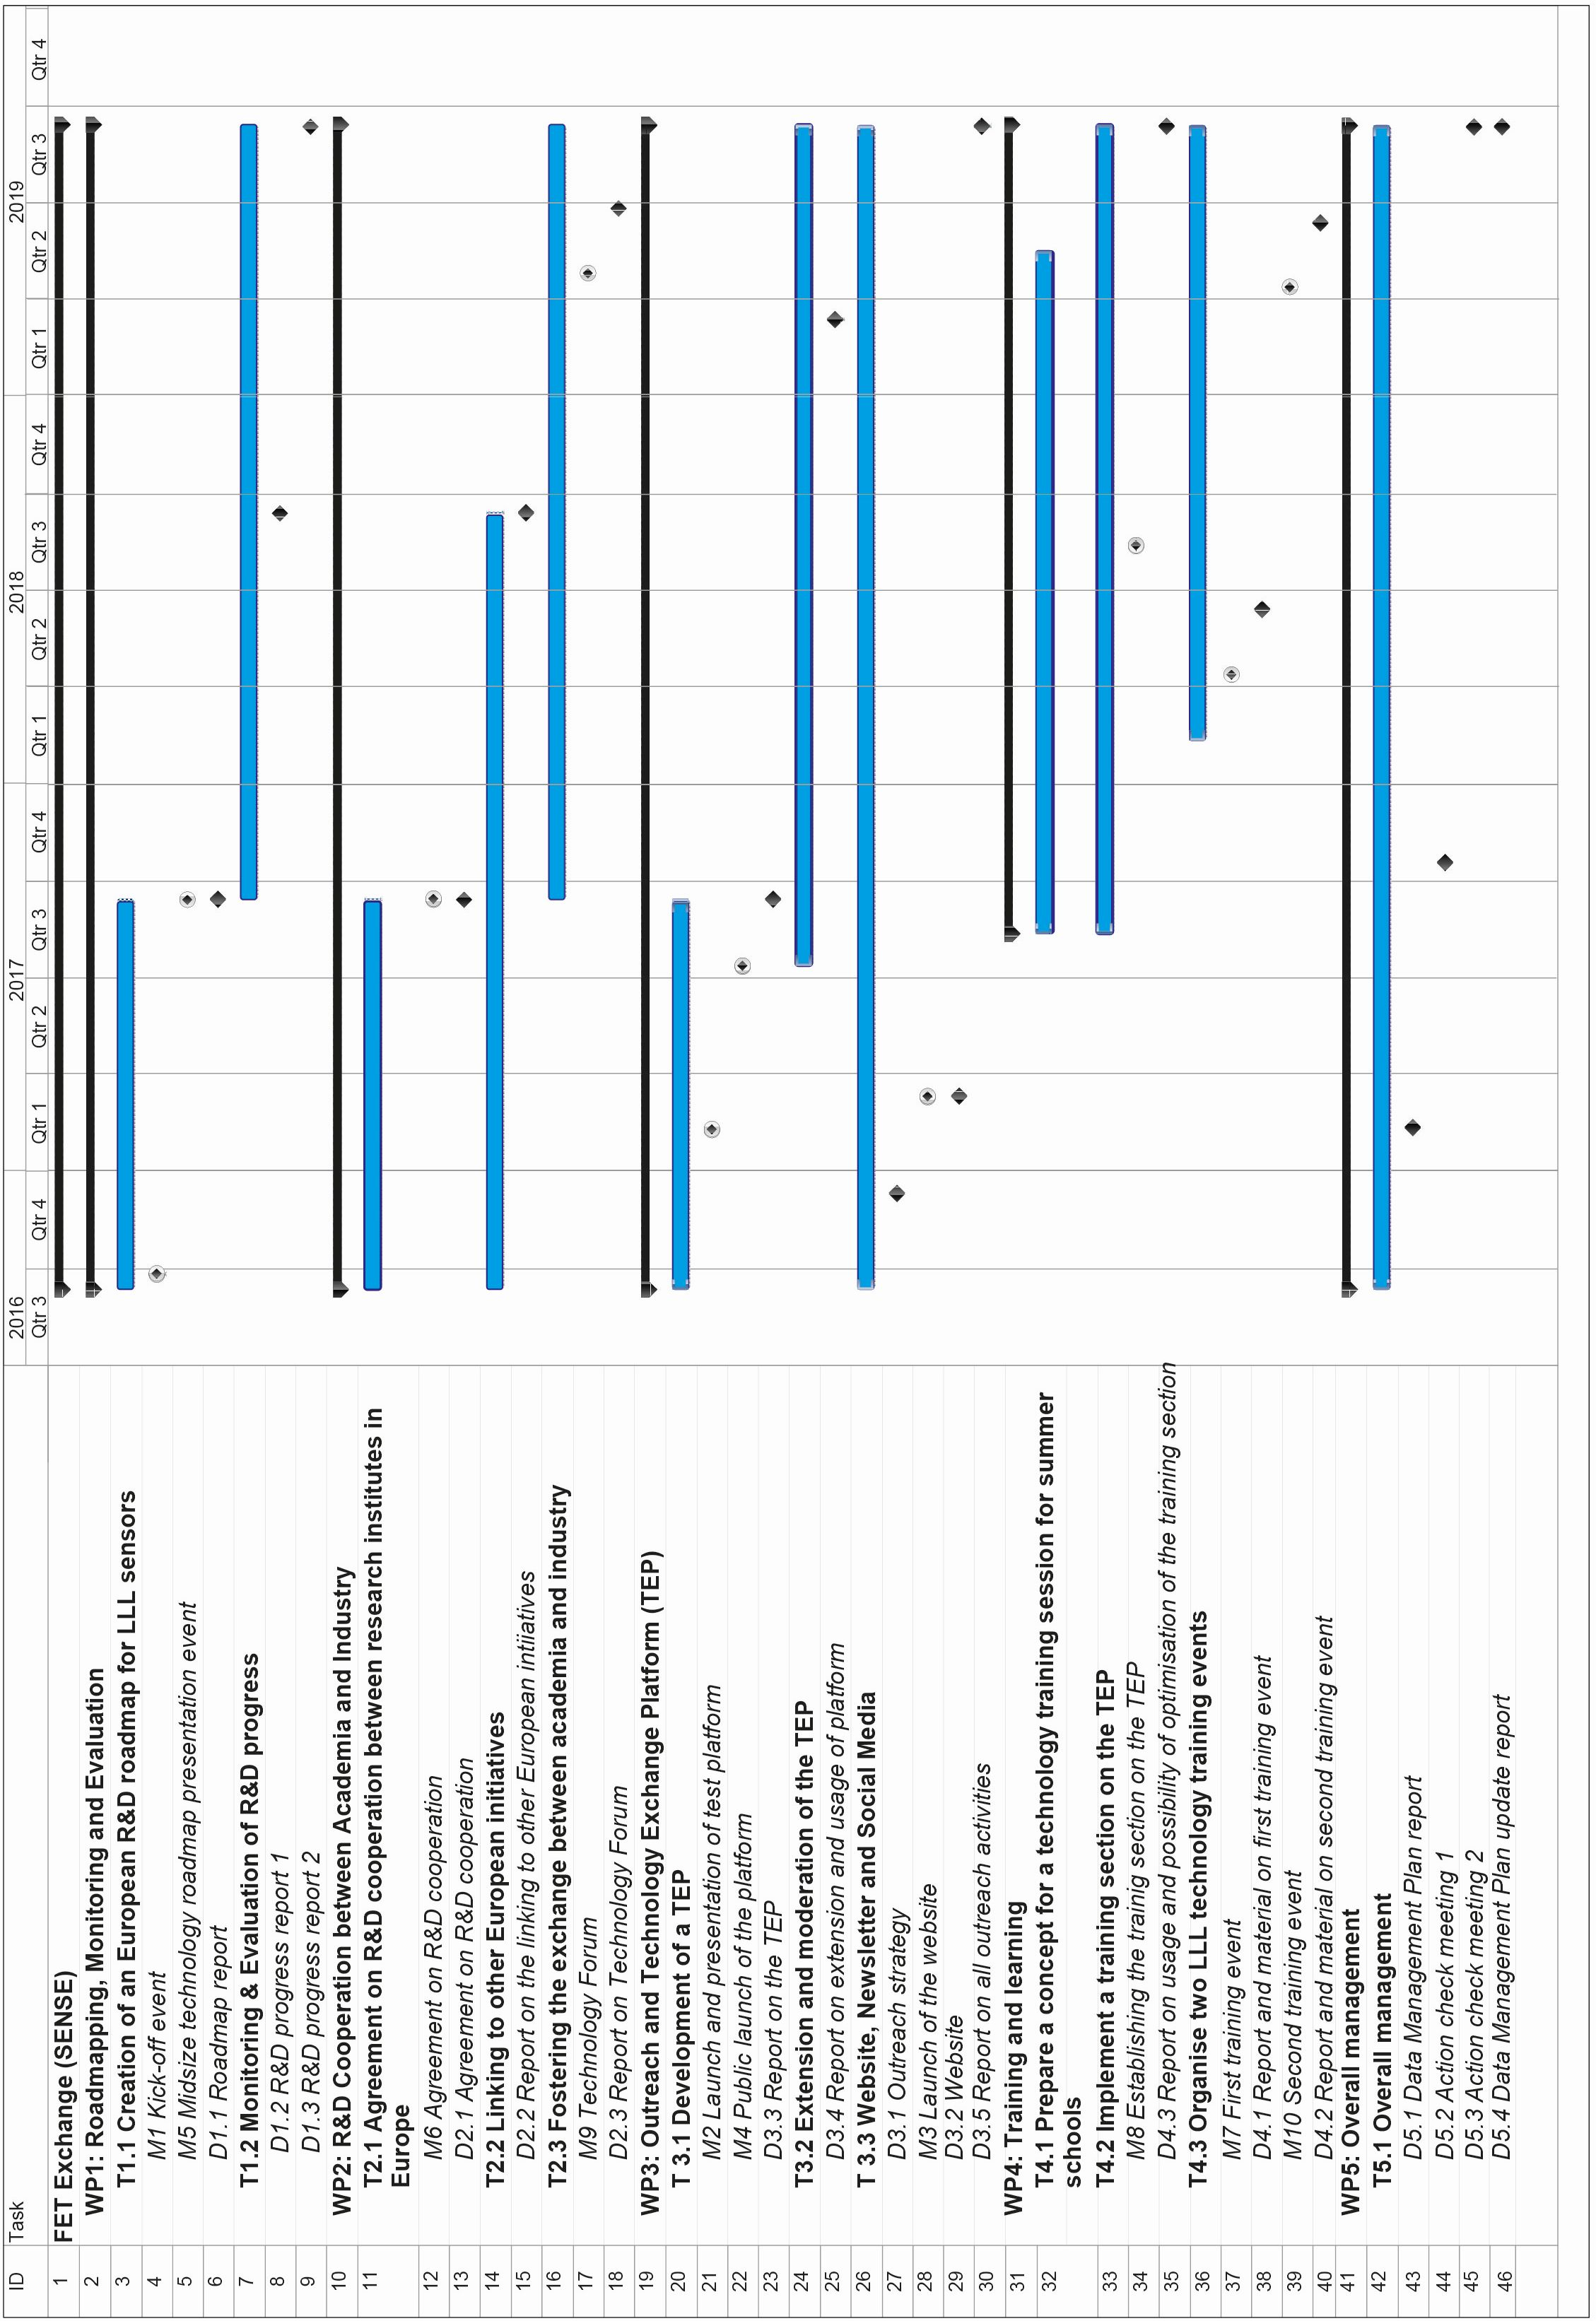 ID Task 2016 2017 2018 2019
Qtr 3 Qtr 4 Qtr 1 Qtr 2 Qtr 3 Qtr 4 Qtr 1 Qtr 2 Qtr 3 Qtr 4 Qtr 1 Qtr 2 Qtr 3 Qtr 4
1 FET Exchange (SENSE)
2 WP1: Roadmapping, Monitoring and Evaluation
3 T1.1 Creation of an European R&D roadmap for LLL sensors
4 M1 Kick-off event
5 M5 Midsize technology roadmap presentation event
6 D1.1 Roadmap report
7 T1.2 Monitoring & Evaluation of R&D progress
8 D1.2 R&D progress report 1
9 D1.3 R&D progress report 2
10 WP2: R&D Cooperation between Academia and Industry
11 T2.1 Agreement on R&D cooperation between research institutes in
Europe
12 M6 Agreement on R&D cooperation
13 D2.1 Agreement on R&D cooperation
14 T2.2 Linking to other European initiatives
15 D2.2 Report on the linking to other European intiiatives
16 T2.3 Fostering the exchange between academia and industry
17 M9 Technology Forum
18 D2.3 Report on Technology Forum
19 WP3: Outreach and Technology Exchange Platform (TEP)
20 T 3.1 Development of a TEP
21 M2 Launch and presentation of test platform
22 M4 Public launch of the platform
23 D3.3 Report on the TEP
24 T3.2 Extension and moderation of the TEP
25 D3.4 Report on extension and usage of platform
26 T 3.3 Website, Newsletter and Social Media
27 D3.1 Outreach strategy
28 M3 Launch of the website
29 D3.2 Website
30 D3.5 Report on all outreach activities
31 WP4: Training and learning
32 T4.1 Prepare a concept for a technology training session for summer
schools
33 T4.2 Implement a training section on the TEP
34 M8 Establishing the trainig section on the TEP
35 D4.3 Report on usage and possibility of optimisation of the training section
36 T4.3 Organise two LLL technology training events
37 M7 First training event
38 D4.1 Report and material on first training event
39 M10 Second training event
40 D4.2 Report and material on second training event
41 WP5: Overall management
42 T5.1 Overall management
43 D5.1 Data Management Plan report
44 D5.2 Action check meeting 1
45 D5.3 Action check meeting 2
46 D5.4 Data Management Plan update report